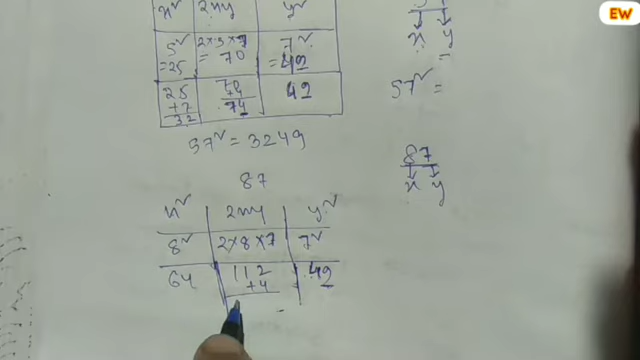 EW
x² 2xy y²
5² 2×5×7 7²
=25 = 70 =49
25 70 49
+7 +4
32 74
x y
=
57² =
57² = 3249
87
x y
87
x² 2xy y²
8² 2×8×7 7²
64 112 49
+4